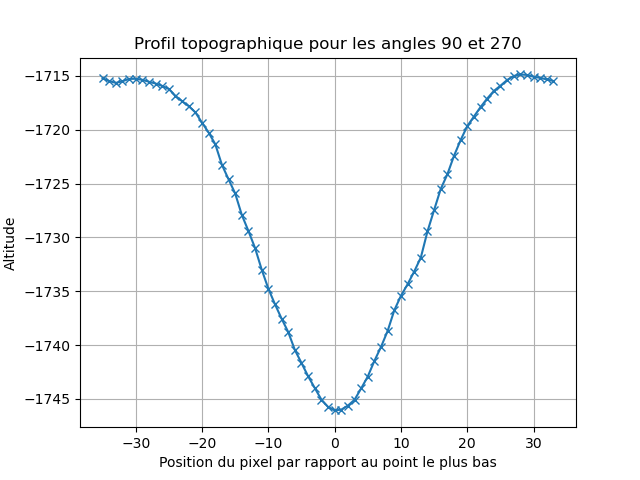 Profil topographique pour les angles 90 et 270
Altitude
−1715
−1720
−1725
−1730
−1735
−1740
−1745
−30 −20 −10 0 10 20 30
Position du pixel par rapport au point le plus bas